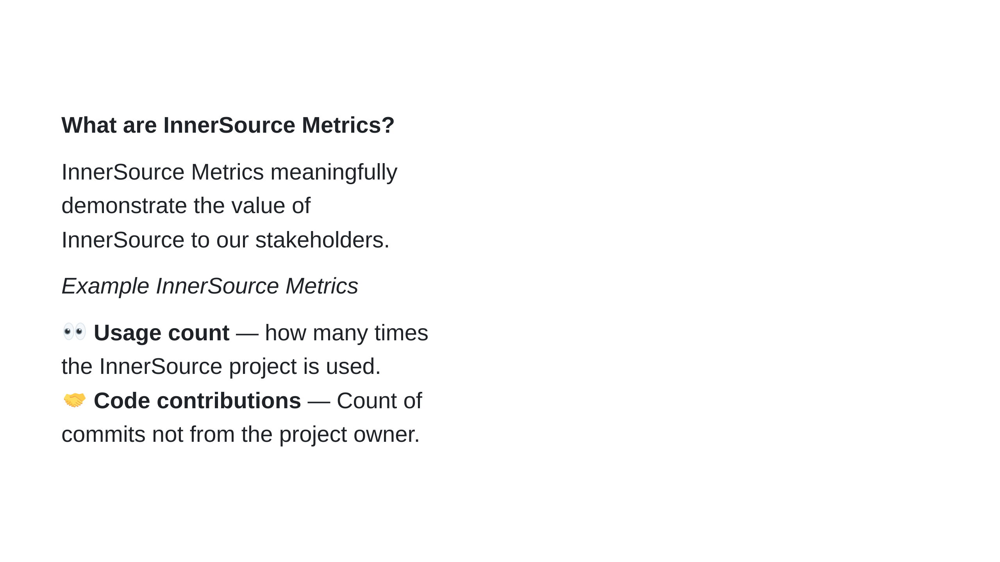 What are InnerSource Metrics?
InnerSource Metrics meaningfully
demonstrate the value of
InnerSource to our stakeholders.
Example InnerSource Metrics
👀 Usage count — how many times
the InnerSource project is used.
🤝 Code contributions — Count of
commits not from the project owner.